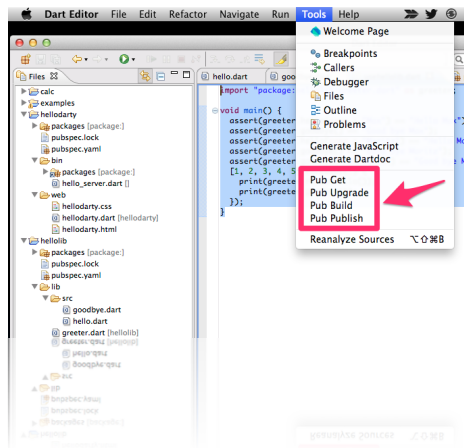 Dart Editor File Edit Refactor Navigate Run Tools Help
Welcome Page
Breakpoints
Callers
Debugger
Files
Outline
Problems
Generate JavaScript
Generate Dartdoc
Pub Get
Pub Upgrade
Pub Build
Pub Publish
Reanalyze Sources ⌥⇧⌘B
Files
calc
examples
hellodarty
packages [package:]
pubspec.lock
pubspec.yaml
bin
packages [package:]
hello_server.dart []
web
hellodarty.css
hellodarty.dart [hellodarty]
hellodarty.html
hellolib
packages [package:]
pubspec.lock
pubspec.yaml
lib
src
goodbye.dart
hello.dart
greeter.dart [hellolib]
hello.dart goo
import "package:
void main() {
assert(greeter
assert(greeter
assert(greeter
assert(greeter
[1, 2, 3, 4, 5
print(greete
print(greete
});
}